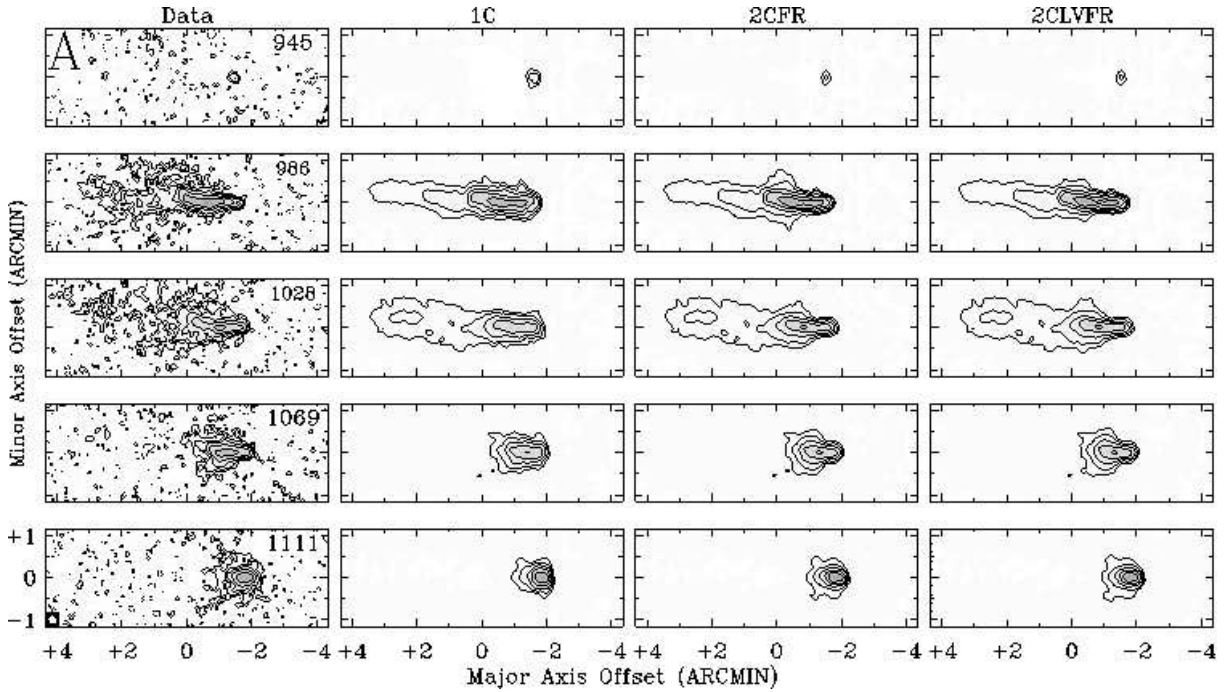 Data 1C 2CFR 2CLVFR
A 945
986
1028
1069
+1 1111
0
−1
+4 +2 0 −2 −4 +4 +2 0 −2 −4 +4 +2 0 −2 −4 +4 +2 0 −2 −4
Minor Axis Offset (ARCMIN)
Major Axis Offset (ARCMIN)